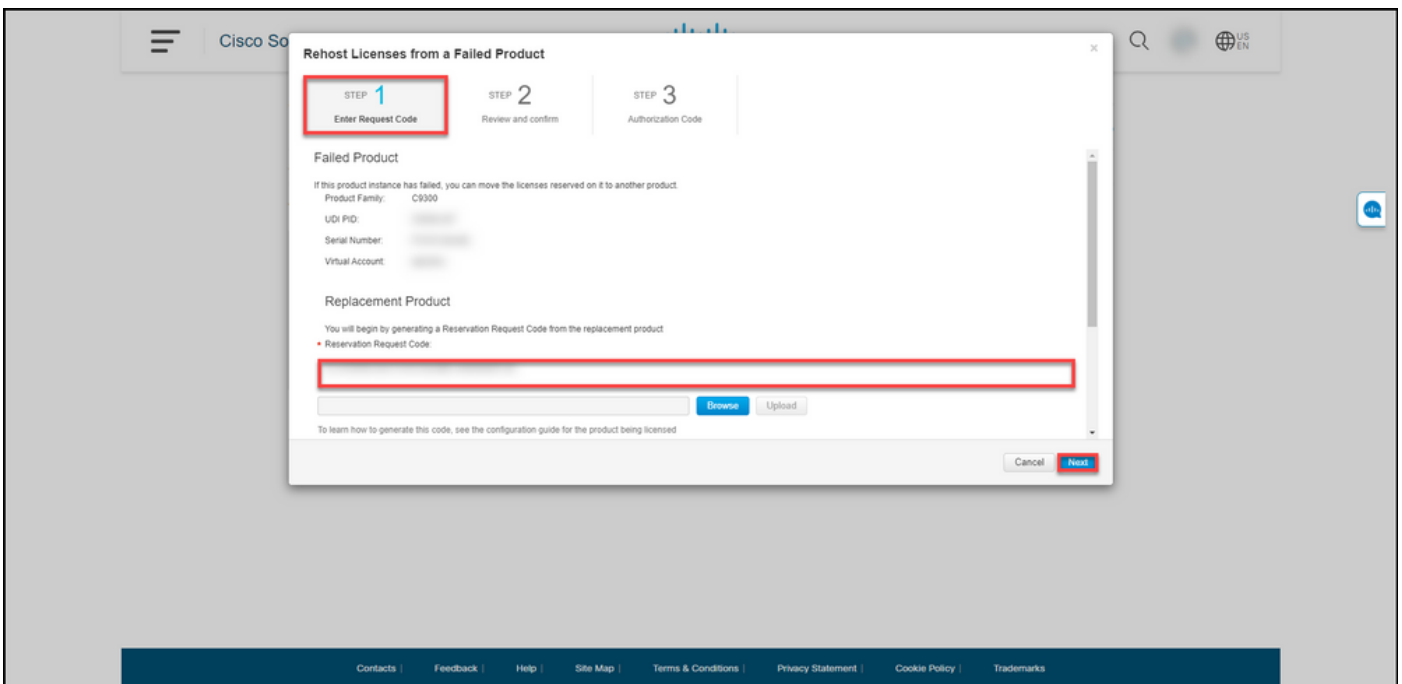 Cisco So
US
EN
Rehost Licenses from a Failed Product
×
STEP 1
Enter Request Code
STEP 2
Review and confirm
STEP 3
Authorization Code
Failed Product
If this product instance has failed, you can move the licenses reserved on it to another product.
Product Family: C9300
UDI PID:
Serial Number:
Virtual Account:
Replacement Product
You will begin by generating a Reservation Request Code from the replacement product
• Reservation Request Code:
Browse Upload
To learn how to generate this code, see the configuration guide for the product being licensed
Cancel Next
Contacts | Feedback | Help | Site Map | Terms & Conditions | Privacy Statement | Cookie Policy | Trademarks